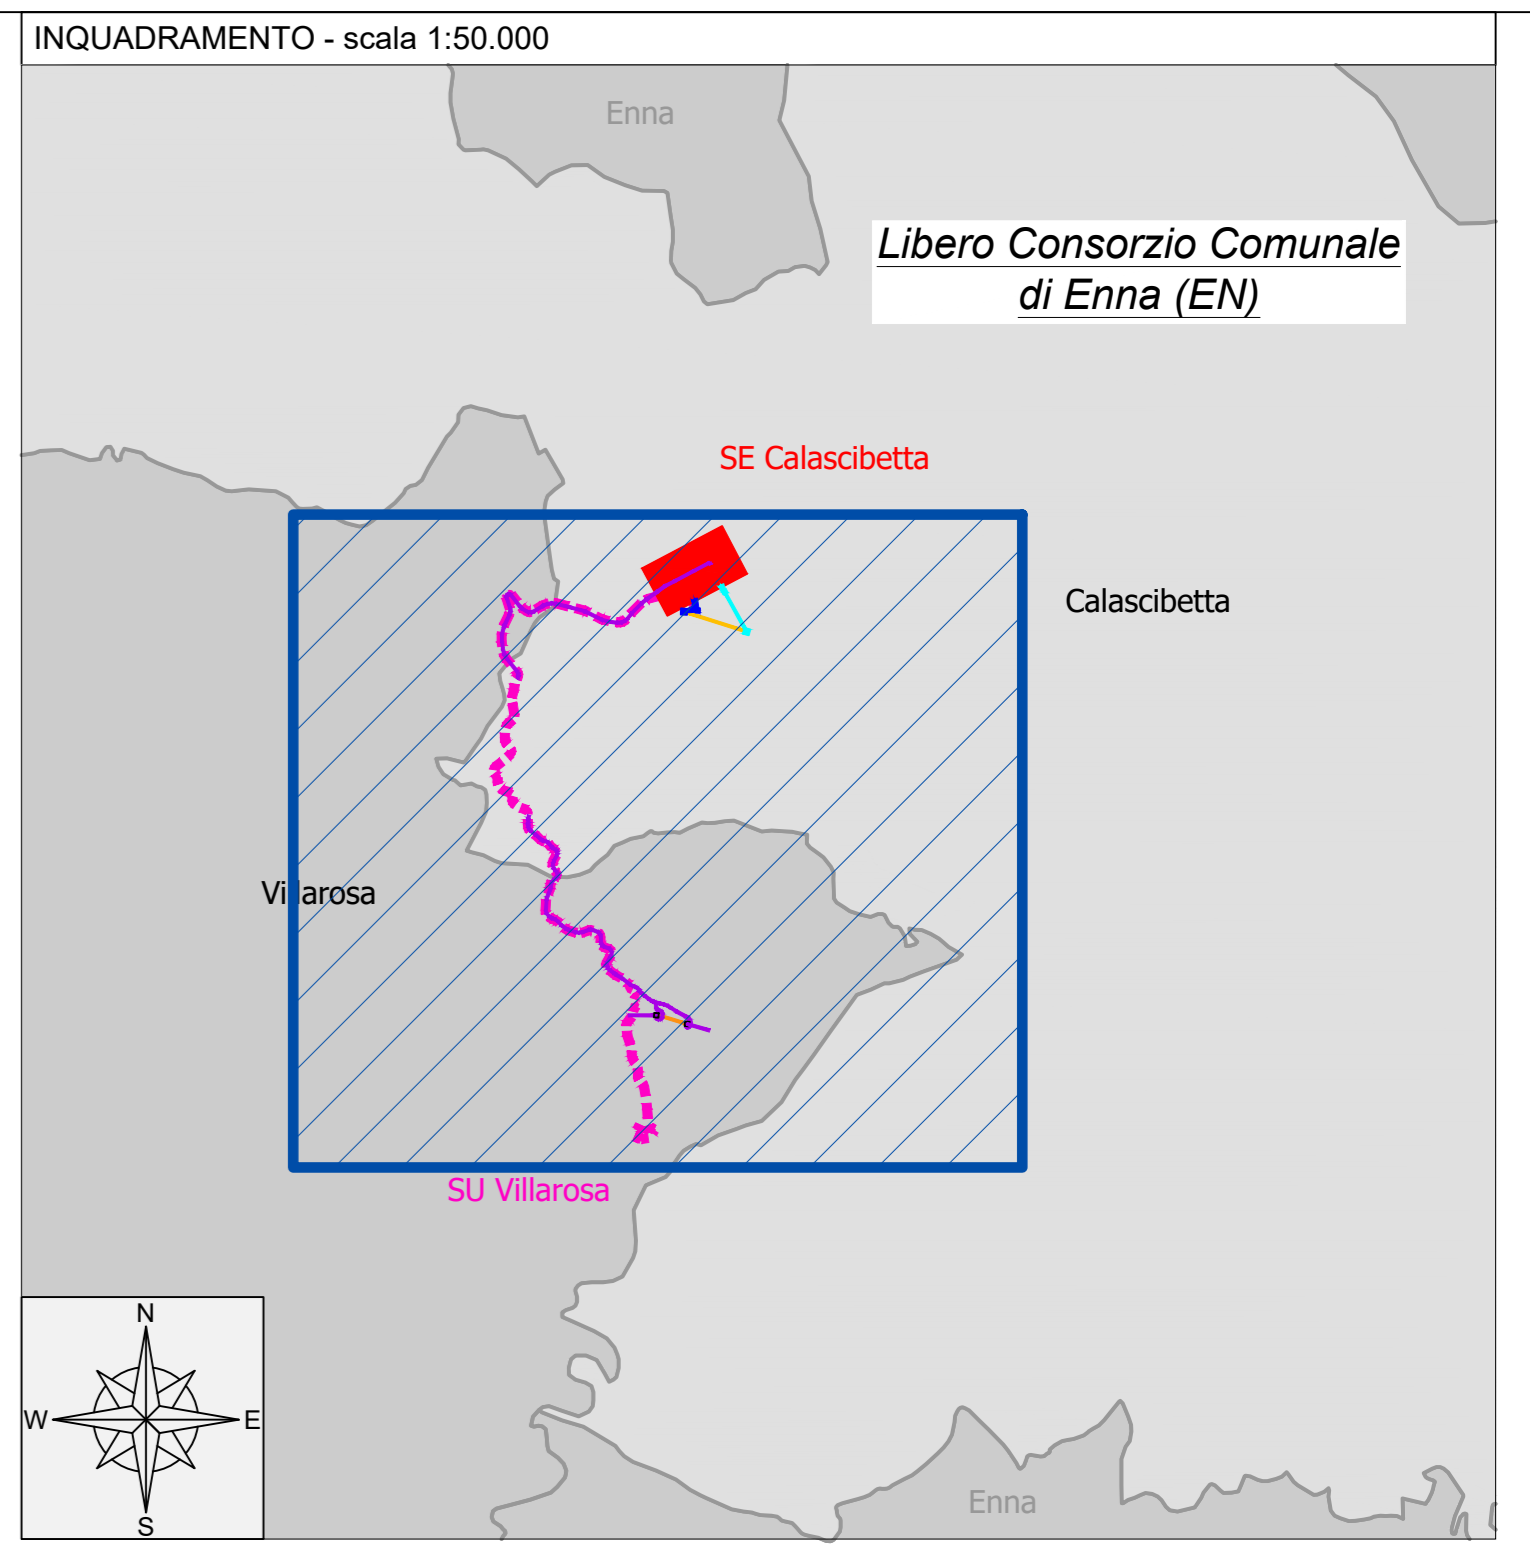 INQUADRAMENTO - scala 1:50.000
Enna
Libero Consorzio Comunale
di Enna (EN)
SE Calascibetta
Calascibetta
Villarosa
SU Villarosa
N
W
E
S
Enna